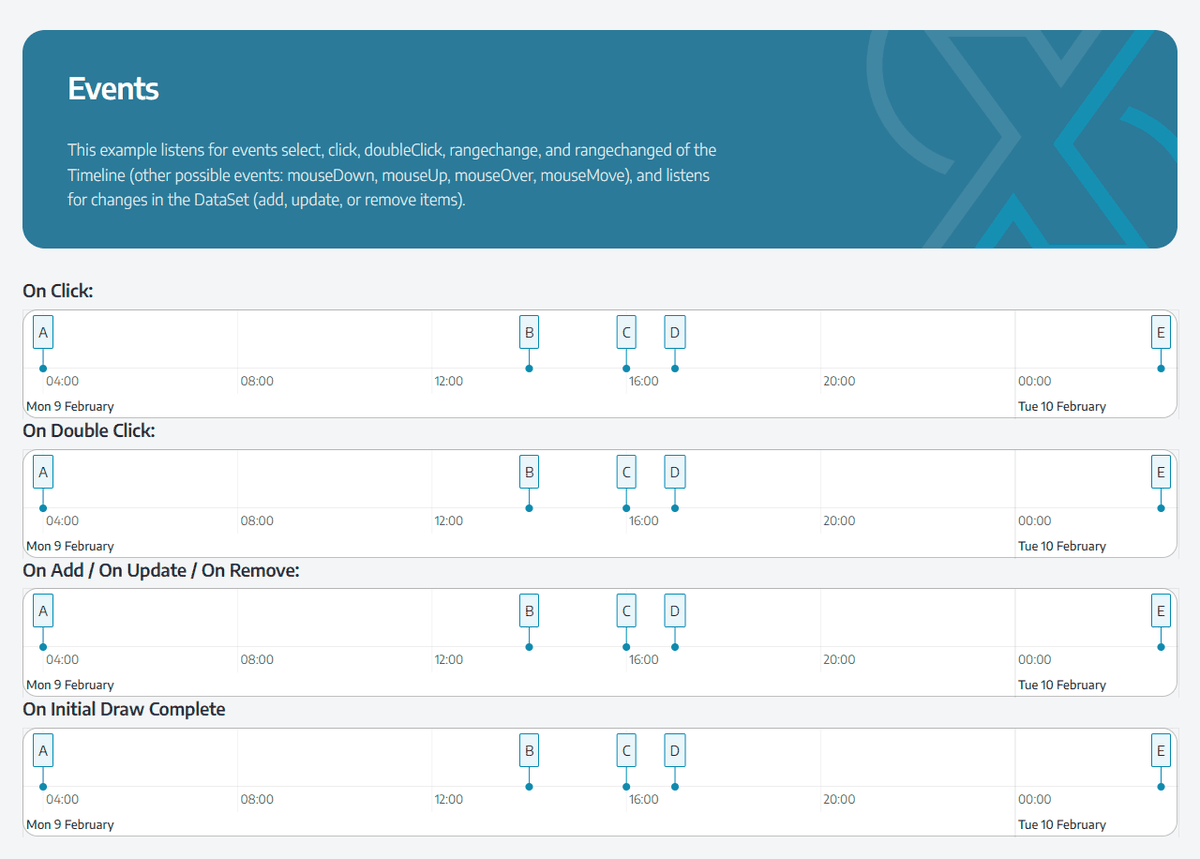 Events
This example listens for events select, click, doubleClick, rangechange, and rangechanged of the
Timeline (other possible events: mouseDown, mouseUp, mouseOver, mouseMove), and listens
for changes in the DataSet (add, update, or remove items).
On Click:
A B C D E
04:00 08:00 12:00 16:00 20:00 00:00
Mon 9 February Tue 10 February
On Double Click:
A B C D E
04:00 08:00 12:00 16:00 20:00 00:00
Mon 9 February Tue 10 February
On Add / On Update / On Remove:
A B C D E
04:00 08:00 12:00 16:00 20:00 00:00
Mon 9 February Tue 10 February
On Initial Draw Complete
A B C D E
04:00 08:00 12:00 16:00 20:00 00:00
Mon 9 February Tue 10 February